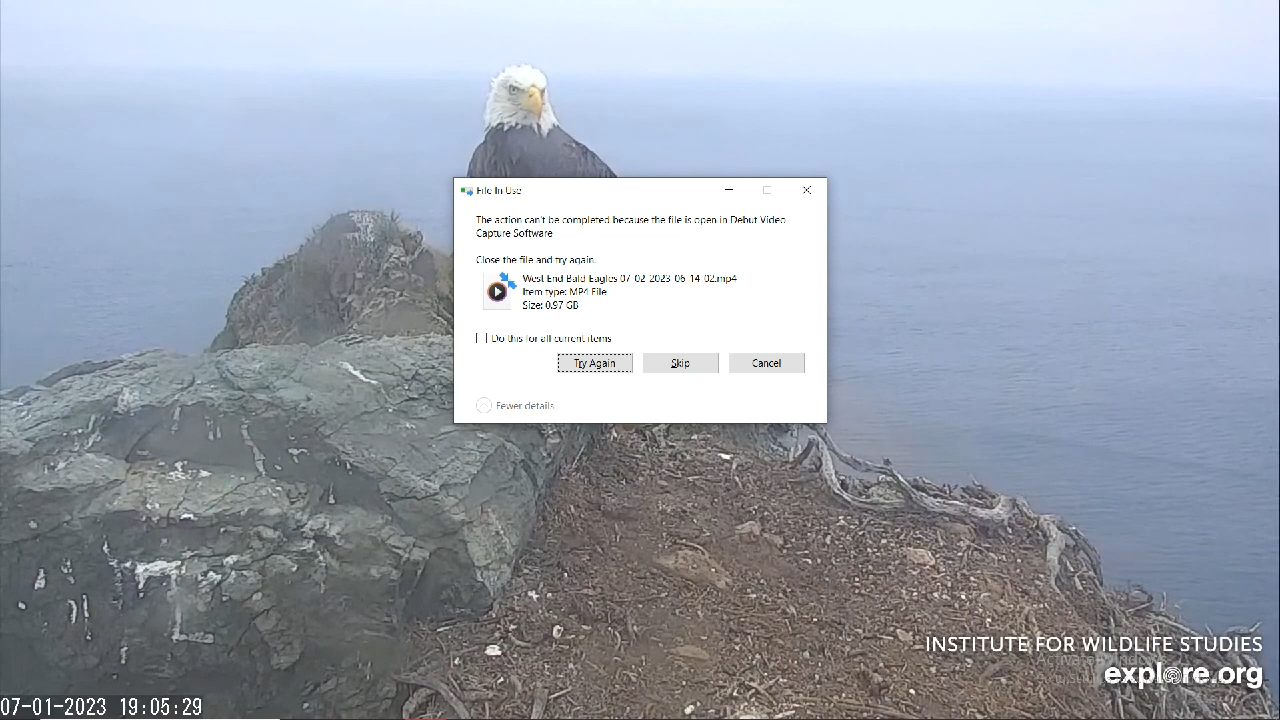 File In Use
The action can't be completed because the file is open in Debut Video
Capture Software
Close the file and try again.
West End Bald Eagles 07-02-2023-06-14-02.mp4
Item type: MP4 File
Size: 0.97 GB
Do this for all current items
Try Again Skip Cancel
Fewer details
INSTITUTE FOR WILDLIFE STUDIES
explore.org
07-01-2023 19:05:29